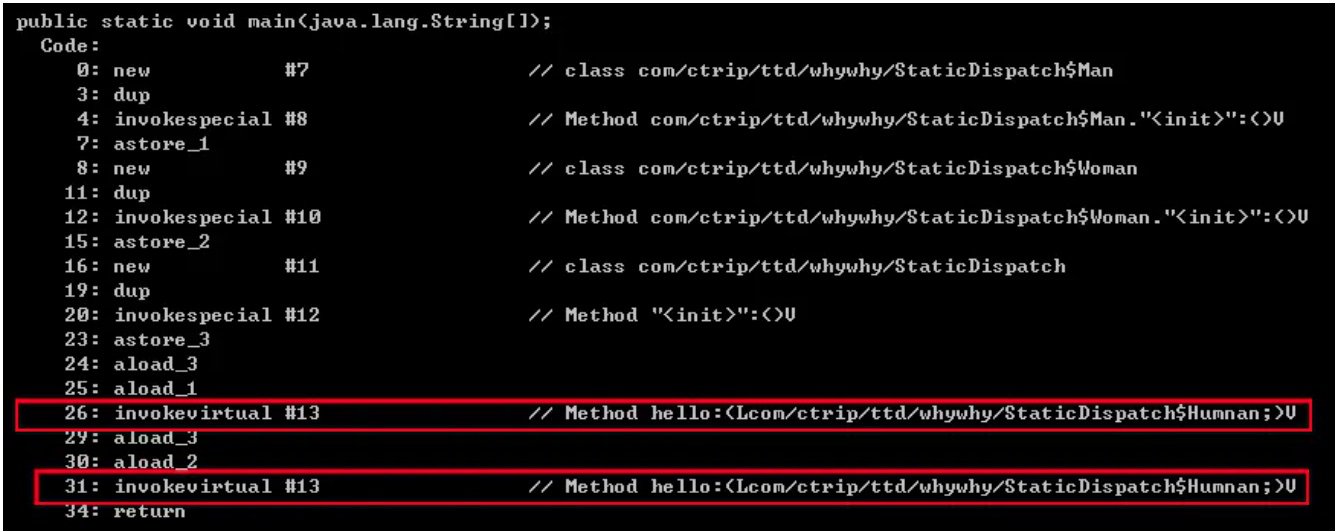 public static void main(java.lang.String[]);
Code:
0: new #7 // class com/ctrip/ttd/whywhy/StaticDispatch$Man
3: dup
4: invokespecial #8 // Method com/ctrip/ttd/whywhy/StaticDispatch$Man."<init>":()V
7: astore_1
8: new #9 // class com/ctrip/ttd/whywhy/StaticDispatch$Woman
11: dup
12: invokespecial #10 // Method com/ctrip/ttd/whywhy/StaticDispatch$Woman."<init>":()V
15: astore_2
16: new #11 // class com/ctrip/ttd/whywhy/StaticDispatch
19: dup
20: invokespecial #12 // Method "<init>":()V
23: astore_3
24: aload_3
25: aload_1
26: invokevirtual #13 // Method hello:(Lcom/ctrip/ttd/whywhy/StaticDispatch$Humnan;)V
29: aload_3
30: aload_2
31: invokevirtual #13 // Method hello:(Lcom/ctrip/ttd/whywhy/StaticDispatch$Humnan;)V
34: return